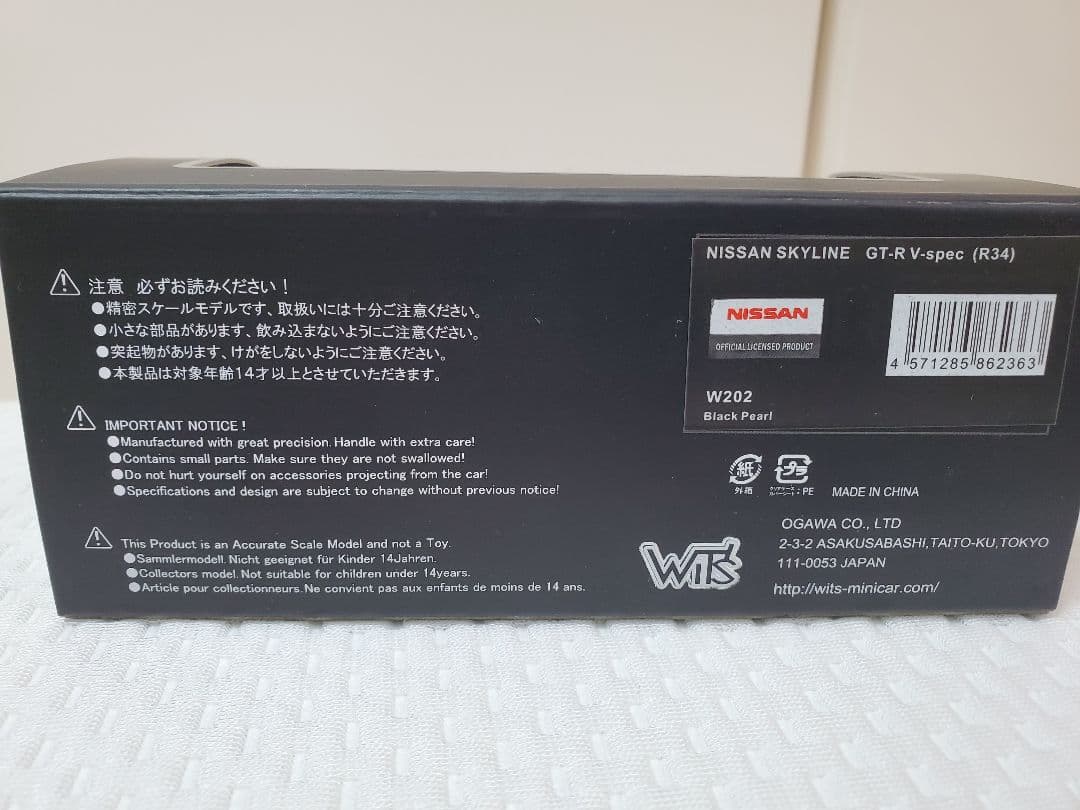 注意 必ずお読みください！
●精密スケールモデルです、取扱いには十分ご注意ください。
●小さな部品があります、飲み込まないようにご注意ください。
●突起物があります、けがをしないようにご注意ください。
●本製品は対象年齢14才以上とさせていただきます。
IMPORTANT NOTICE !
●Manufactured with great precision. Handle with extra care!
●Contains small parts. Make sure they are not swallowed!
●Do not hurt yourself on accessories projecting from the car!
●Specifications and design are subject to change without previous notice!
This Product is an Accurate Scale Model and not a Toy.
●Sammlermodell. Nicht geeignet für Kinder 14Jahren.
●Collectors model. Not suitable for children under 14years.
●Article pour collectionneurs. Ne convient pas aux enfants de moins de 14 ans.
NISSAN SKYLINE GT-R V-spec (R34)
NISSAN
OFFICIAL LICENSED PRODUCT
4 571285 862363
W202
Black Pearl
紙
外箱
プラ
: PE
MADE IN CHINA
WIT'S
OGAWA CO., LTD
2-3-2 ASAKUSABASHI,TAITO-KU,TOKYO
111-0053 JAPAN
http://wits-minicar.com/